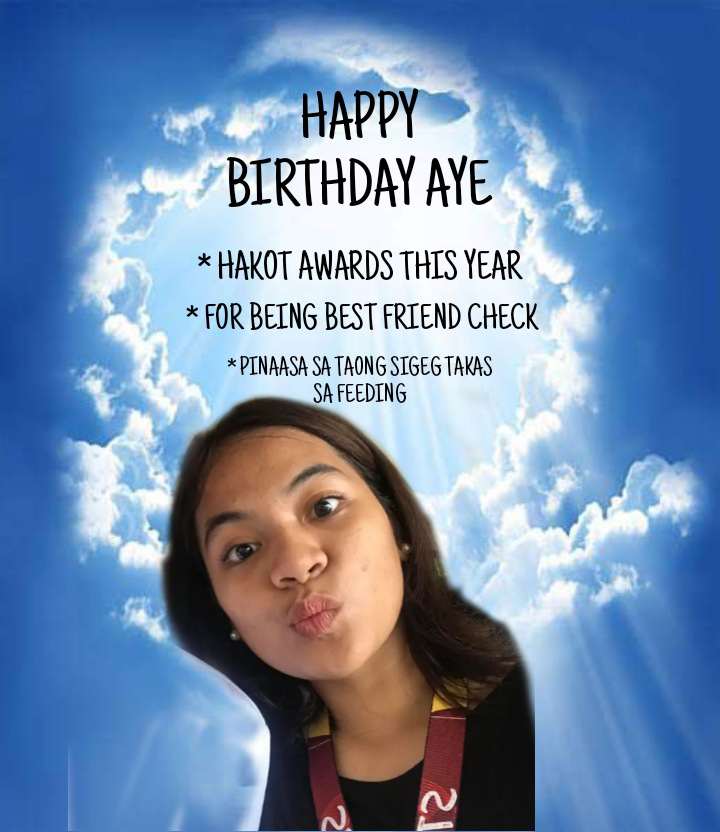 HAPPY
BIRTHDAY AYE
* HAKOT AWARDS THIS YEAR
* FOR BEING BEST FRIEND CHECK
* PINAASA SA TAONG SIGEG TAKAS
SA FEEDING